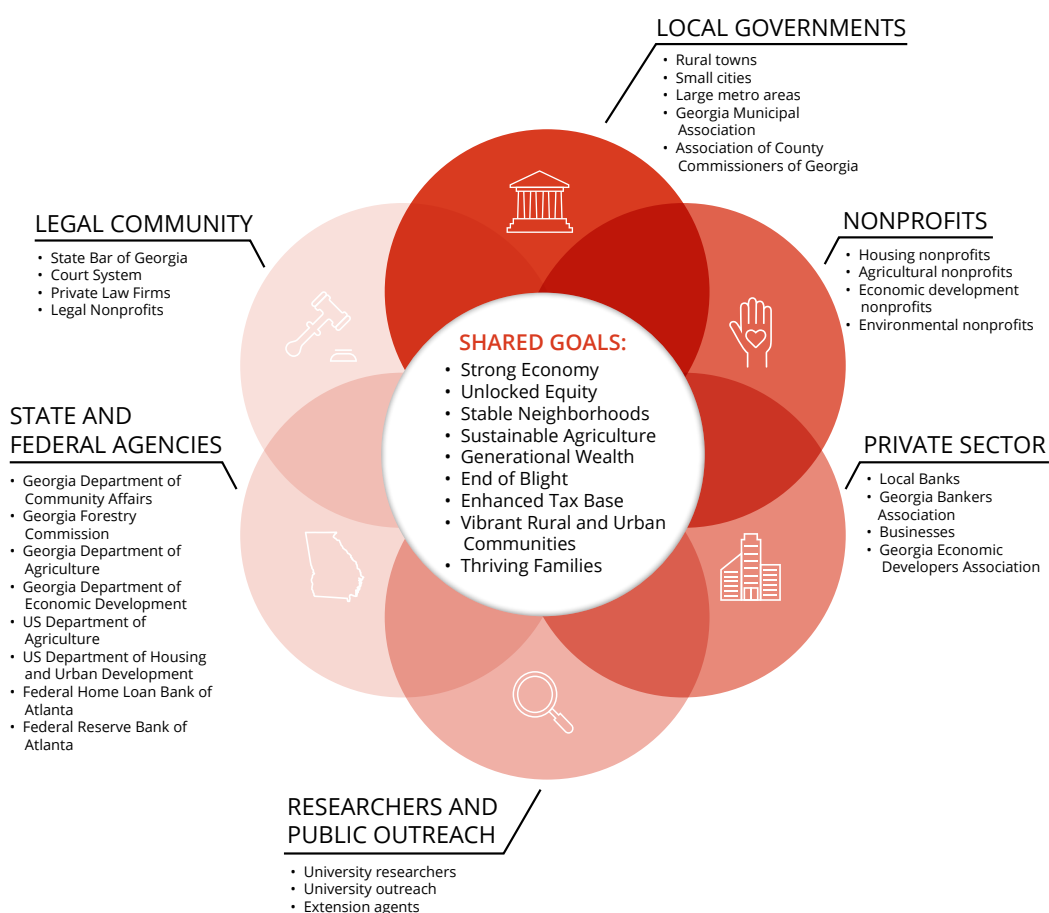 LOCAL GOVERNMENTS
• Rural towns
• Small cities
• Large metro areas
• Georgia Municipal
Association
• Association of County
Commissioners of Georgia
NONPROFITS
• Housing nonprofits
• Agricultural nonprofits
• Economic development
nonprofits
• Environmental nonprofits
PRIVATE SECTOR
• Local Banks
• Georgia Bankers
Association
• Businesses
• Georgia Economic
Developers Association
RESEARCHERS AND
PUBLIC OUTREACH
• University researchers
• University outreach
• Extension agents
STATE AND
FEDERAL AGENCIES
• Georgia Department of
Community Affairs
• Georgia Forestry
Commission
• Georgia Department of
Agriculture
• Georgia Department of
Economic Development
• US Department of
Agriculture
• US Department of Housing
and Urban Development
• Federal Home Loan Bank of
Atlanta
• Federal Reserve Bank of
Atlanta
LEGAL COMMUNITY
• State Bar of Georgia
• Court System
• Private Law Firms
• Legal Nonprofits
SHARED GOALS:
• Strong Economy
• Unlocked Equity
• Stable Neighborhoods
• Sustainable Agriculture
• Generational Wealth
• End of Blight
• Enhanced Tax Base
• Vibrant Rural and Urban
Communities
• Thriving Families